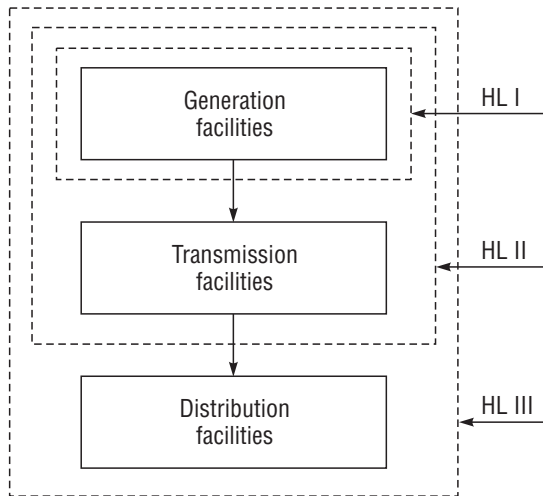 Generation
facilities
HL I
Transmission
facilities
HL II
Distribution
facilities
HL III